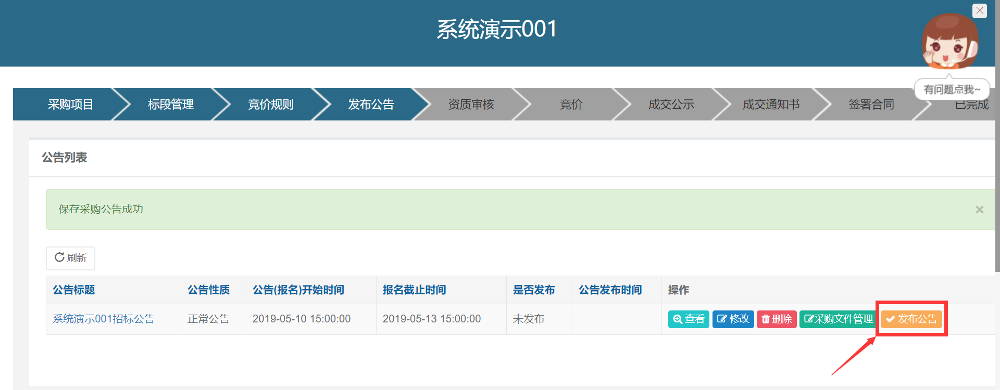 系统演示001
有问题点我~
采购项目 标段管理 竞价规则 发布公告 资质审核 竞价 成交公示 成交通知书 签署合同 已完成
公告列表
保存采购公告成功
刷新
公告标题 公告性质 公告(报名)开始时间 报名截止时间 是否发布 公告发布时间 操作
系统演示001招标公告 正常公告 2019-05-10 15:00:00 2019-05-13 15:00:00 未发布 查看 修改 删除 采购文件管理 发布公告